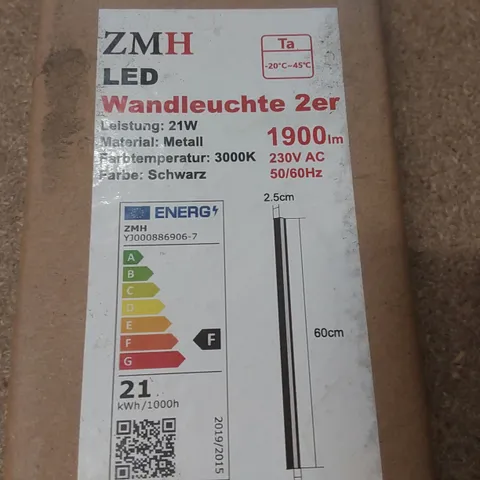 ZMH
LED
Wandleuchte 2er
Leistung: 21W
Material: Metall
Farbtemperatur: 3000K
Farbe: Schwarz
Ta
-20°C~45°C
1900lm
230V AC
50/60Hz
ENERG
ZMH
YJ000886906-7
A
B
C
D
E
F
G
F
21
kWh/1000h
2019/2015
2.5cm
60cm